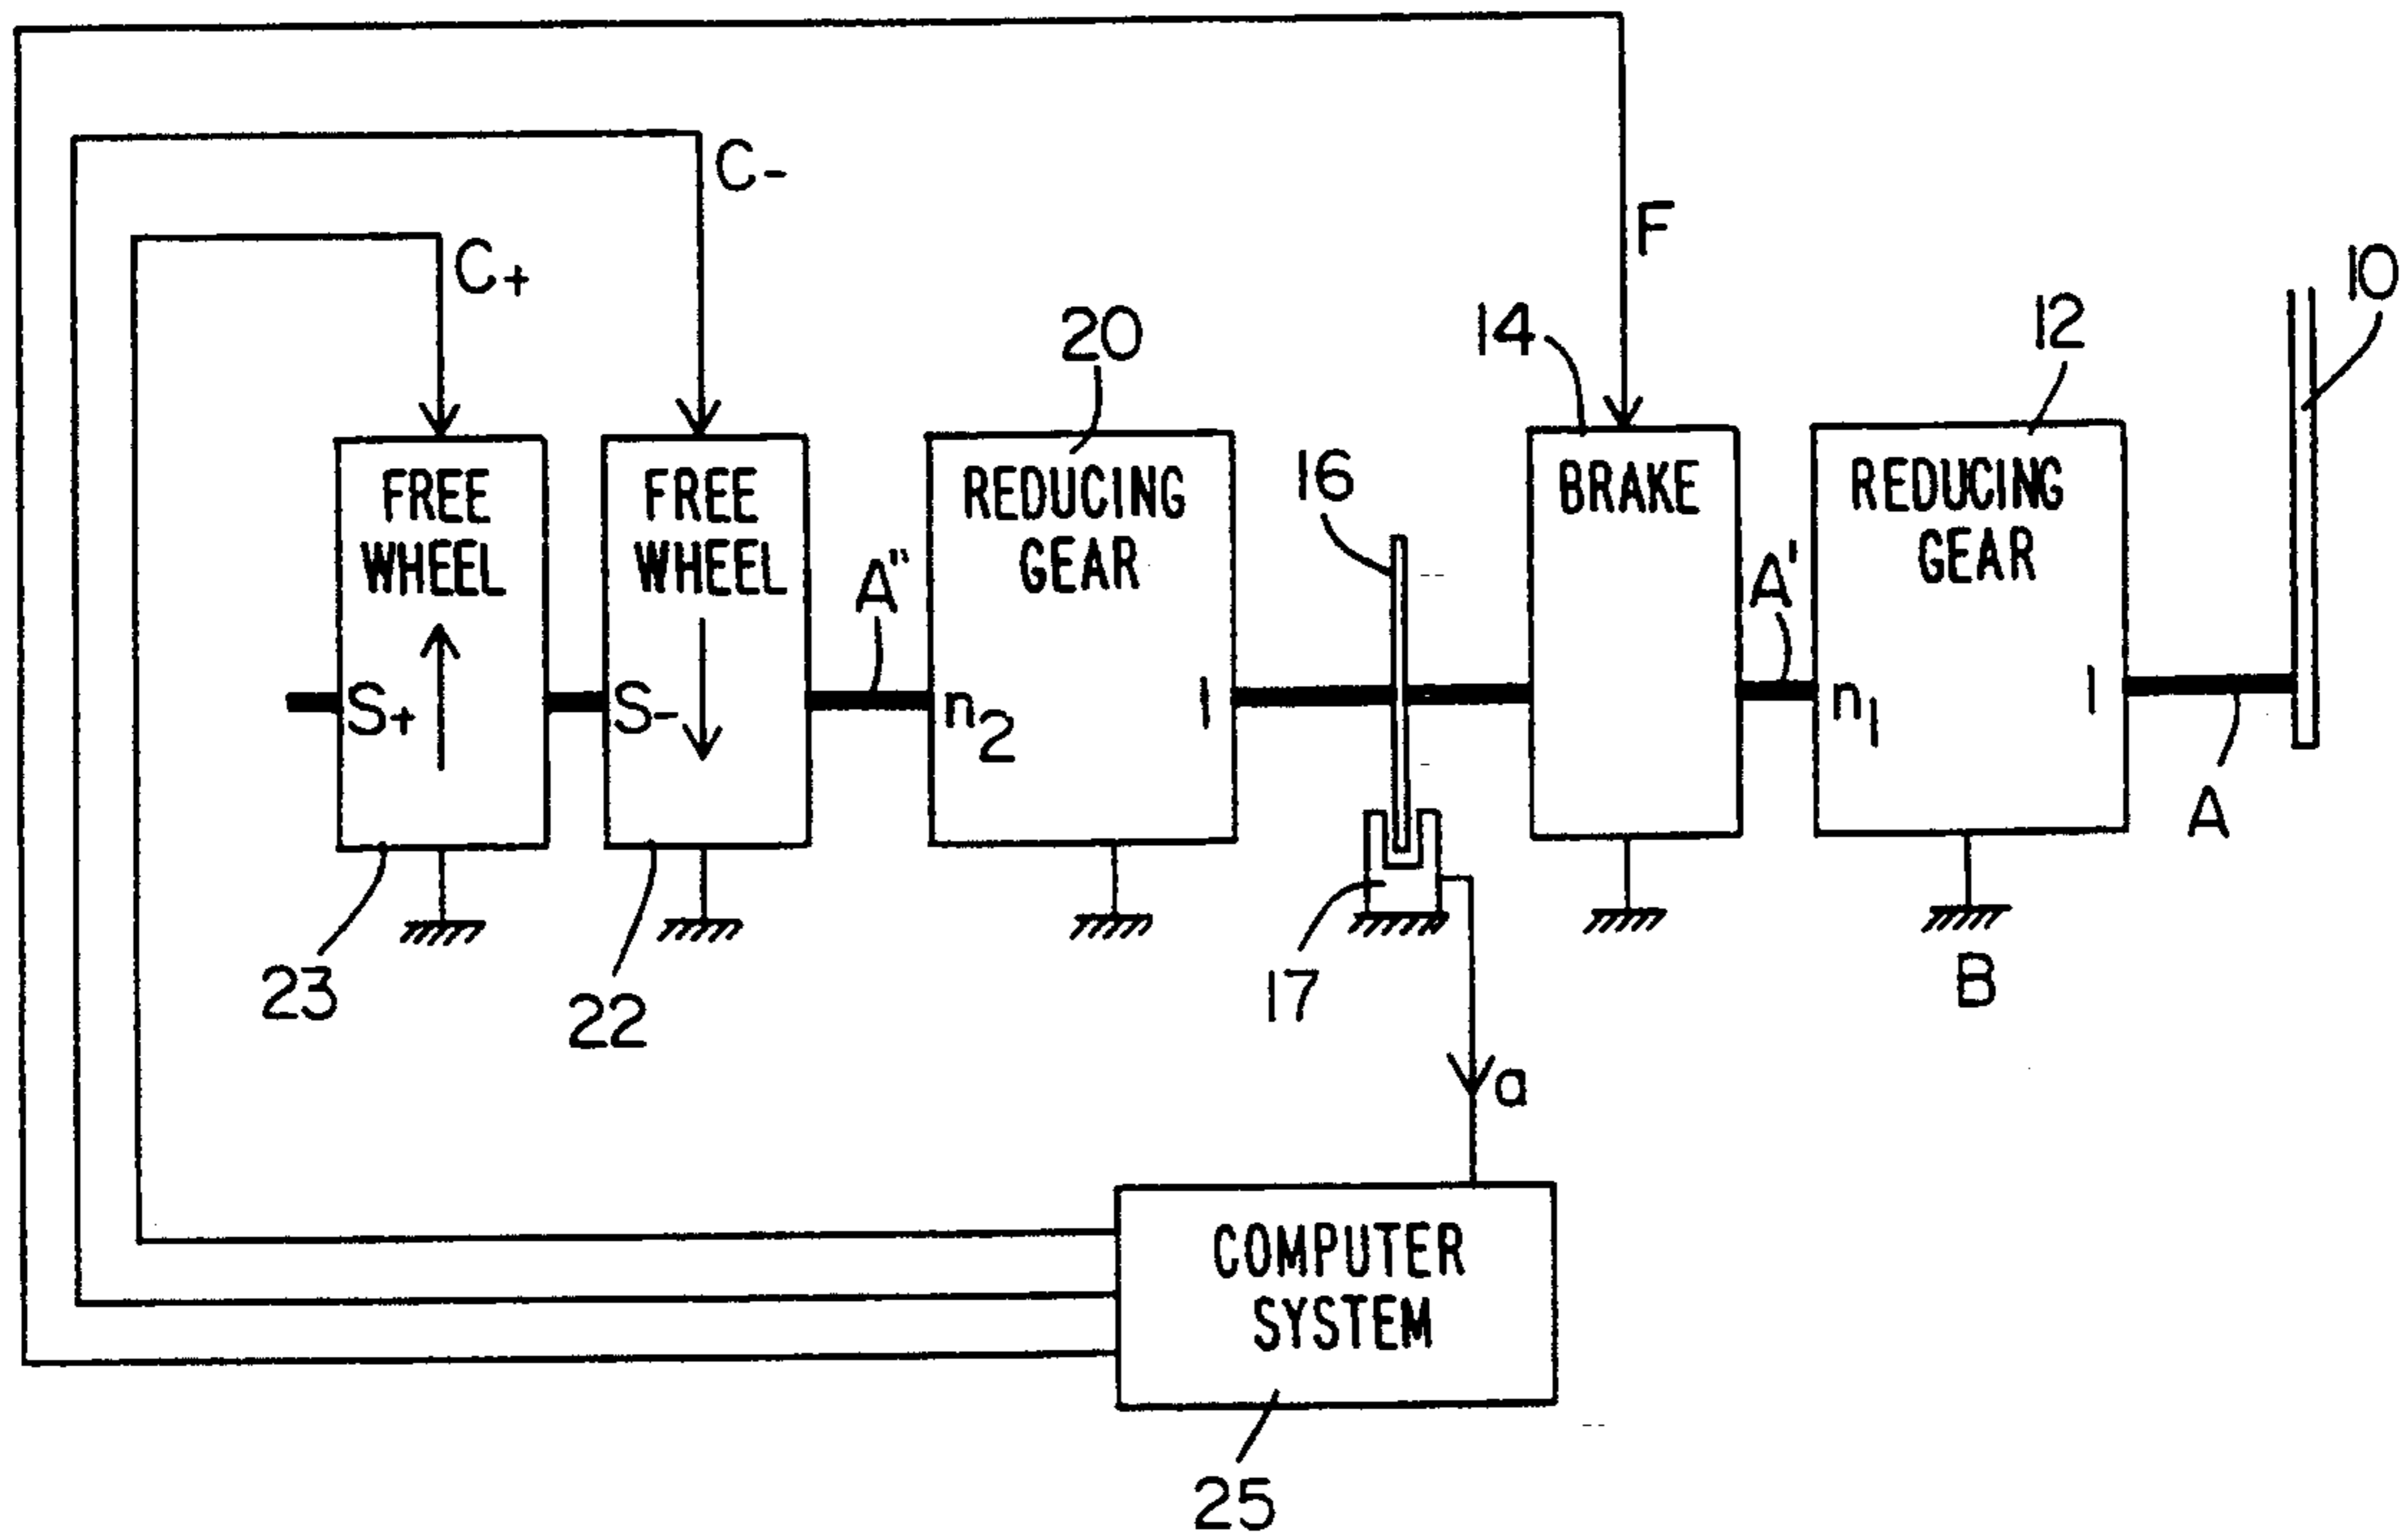 C-
C+
F
10
20
14
12
16
FREE
WHEEL
FREE
WHEEL
REDUCING
GEAR
BRAKE
REDUCING
GEAR
A"
A'
S+
S-
n2
1
n1
1
A
23
22
17
B
a
COMPUTER
SYSTEM
25